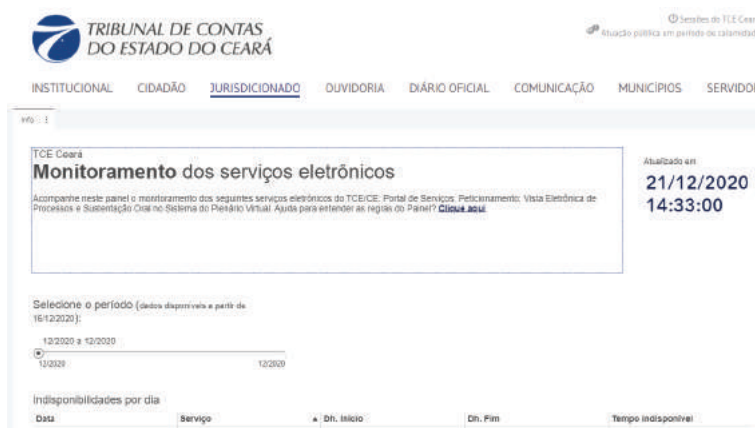 TRIBUNAL DE CONTAS
DO ESTADO DO CEARÁ
Sessões do TCE Cear
Atuação pública em período de calamidad
INSTITUCIONAL CIDADÃO JURISDICIONADO OUVIDORIA DIÁRIO OFICIAL COMUNICAÇÃO MUNICÍPIOS SERVIDOR
Info
TCE Ceará
Monitoramento dos serviços eletrônicos
Acompanhe neste painel o monitoramento dos seguintes serviços eletrônicos do TCE/CE: Portal de Serviços; Peticionamento; Vista Eletrônica de
Processos e Sustentação Oral no Sistema do Plenário Virtual. Ajuda para entender as regras do Painel? Clique aqui.
Atualizado em
21/12/2020
14:33:00
Selecione o período (dados disponíveis a partir de
16/12/2020):
12/2020 a 12/2020
12/2020 12/2020
Indisponibilidades por dia
Data Serviço Dh. Início Dh. Fim Tempo indisponível